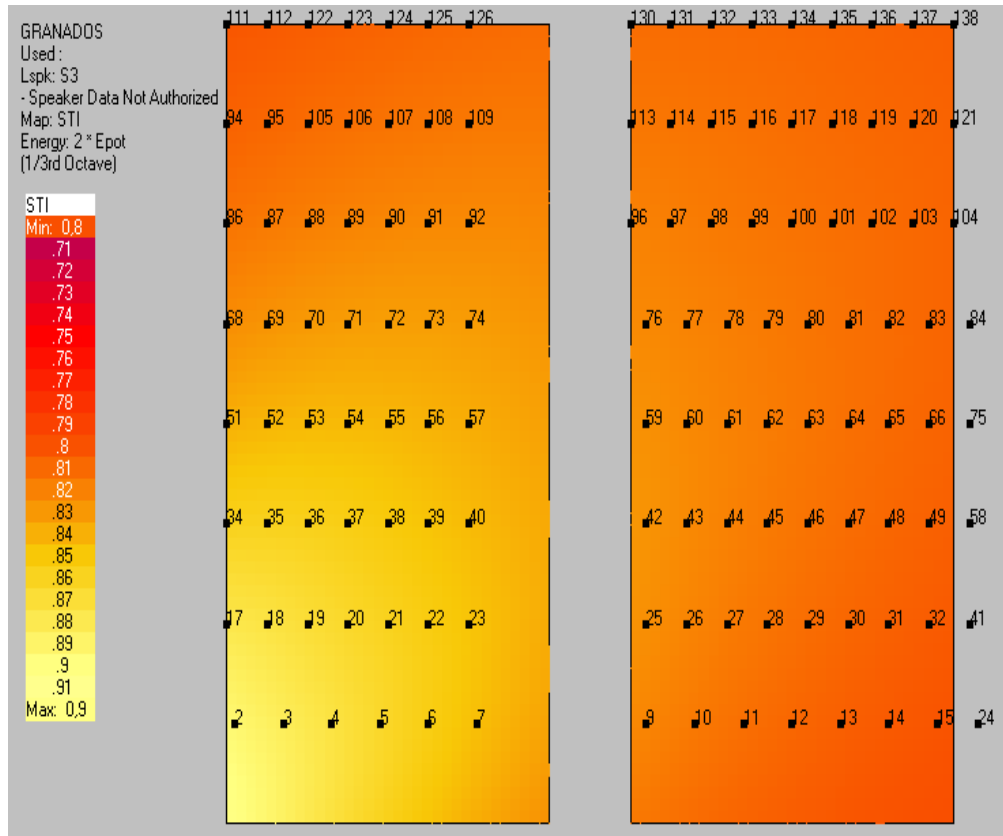 GRANADOS
Used :
Lspk: S3
- Speaker Data Not Authorized
Map: STI
Energy: 2 * Epot
(1/3rd Octave)
STI
Min: 0,8
.71
.72
.73
.74
.75
.76
.77
.78
.79
.8
.81
.82
.83
.84
.85
.86
.87
.88
.89
.9
.91
Max: 0,9
111 112 122 123 124 125 126 130 131 132 133 134 135 136 137 138
94 95 105 106 107 108 109 113 114 115 116 117 118 119 120 121
86 87 88 89 90 91 92 96 97 98 99 100 101 102 103 104
68 69 70 71 72 73 74 76 77 78 79 80 81 82 83 84
51 52 53 54 55 56 57 59 60 61 62 63 64 65 66 75
34 35 36 37 38 39 40 42 43 44 45 46 47 48 49 58
17 18 19 20 21 22 23 25 26 27 28 29 30 31 32 41
2 3 4 5 6 7 9 10 11 12 13 14 15 24